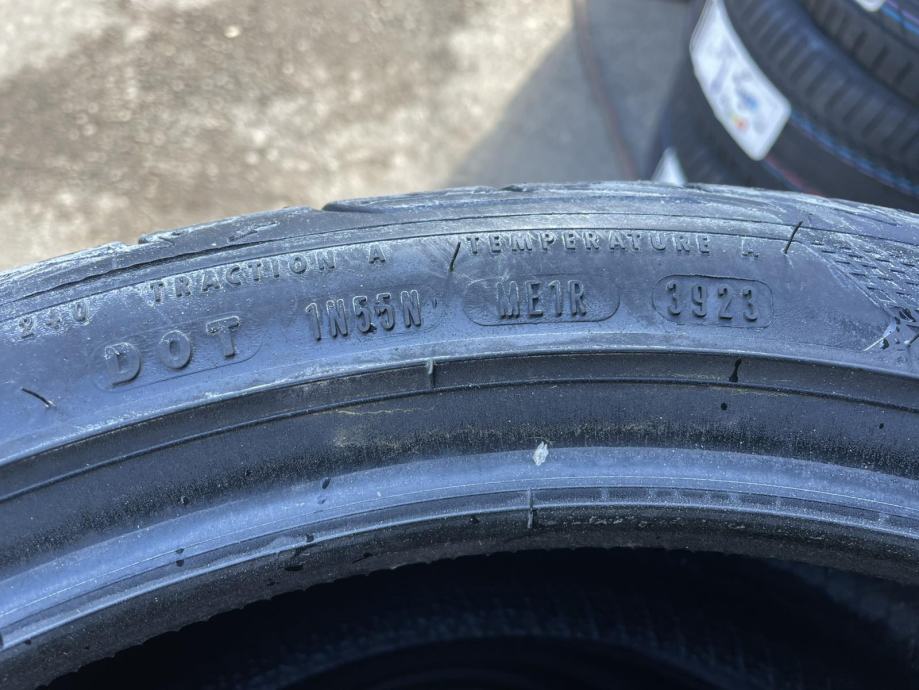 240 TRACTION A TEMPERATURE A
DOT 1N55N ME1R 3923